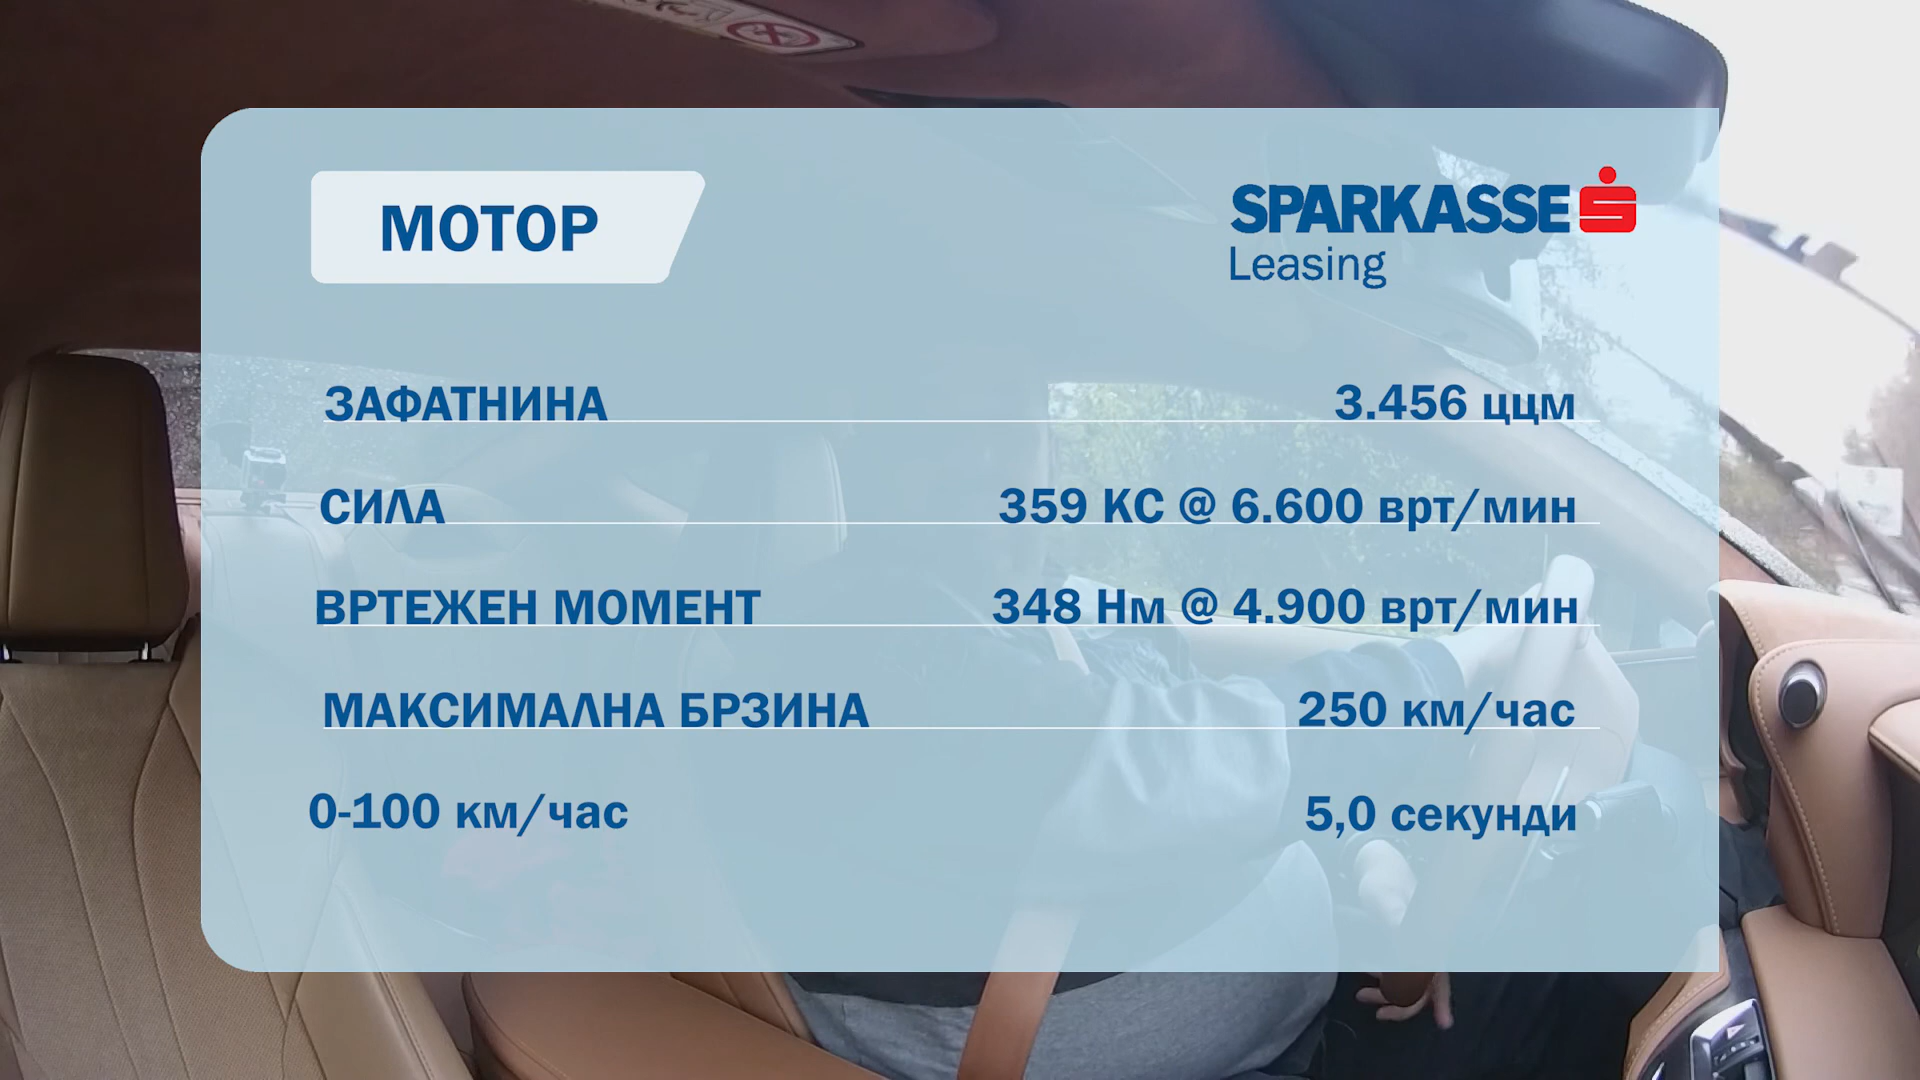 МОТОР
SPARKASSE
Leasing
ЗАФАТНИНА 3.456 ццм
СИЛА 359 КС @ 6.600 врт/мин
ВРТЕЖЕН МОМЕНТ 348 Нм @ 4.900 врт/мин
МАКСИМАЛНА БРЗИНА 250 км/час
0-100 км/час 5,0 секунди